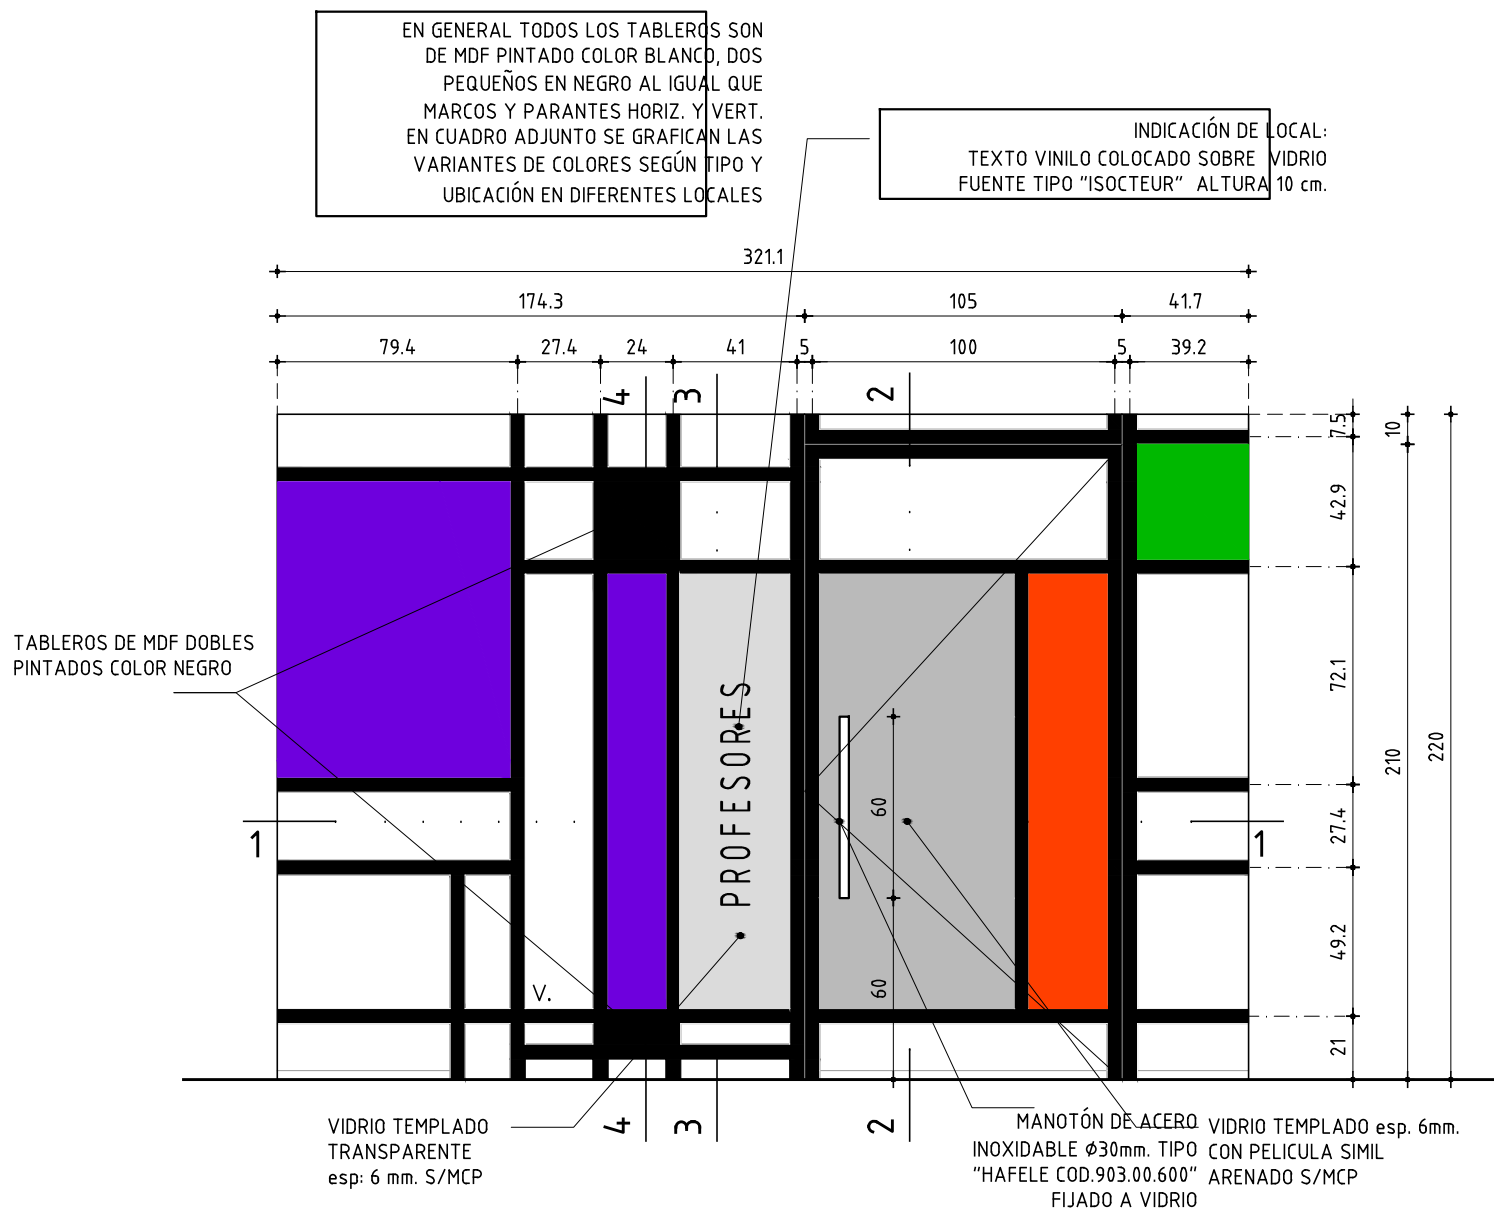 EN GENERAL TODOS LOS TABLEROS SON
DE MDF PINTADO COLOR BLANCO, DOS
PEQUEÑOS EN NEGRO AL IGUAL QUE
MARCOS Y PARANTES HORIZ. Y VERT.
EN CUADRO ADJUNTO SE GRAFICAN LAS
VARIANTES DE COLORES SEGÚN TIPO Y
UBICACIÓN EN DIFERENTES LOCALES
INDICACIÓN DE LOCAL:
TEXTO VINILO COLOCADO SOBRE VIDRIO
FUENTE TIPO "ISOCTEUR" ALTURA 10 cm.
321.1
174.3 105 41.7
79.4 27.4 24 41 5 100 5 39.2
4 3 2
7.5
10
42.9
72.1
210
220
27.4
49.2
21
TABLEROS DE MDF DOBLES
PINTADOS COLOR NEGRO
PROFESORES
60
60
1 1
V.
4 3 2
VIDRIO TEMPLADO
TRANSPARENTE
esp: 6 mm. S/MCP
MANOTÓN DE ACERO
INOXIDABLE Ø30mm. TIPO
"HAFELE COD.903.00.600"
FIJADO A VIDRIO
VIDRIO TEMPLADO esp. 6mm.
CON PELICULA SIMIL
ARENADO S/MCP